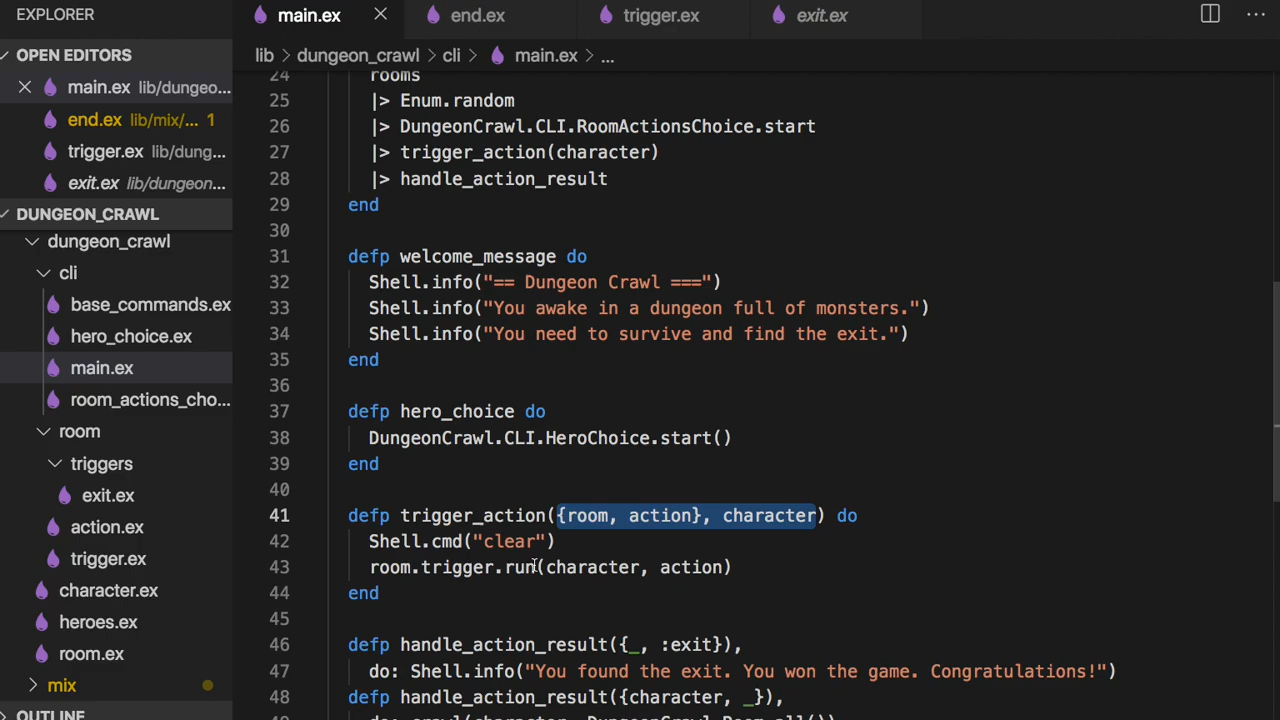 EXPLORER
main.ex
end.ex
trigger.ex
exit.ex
OPEN EDITORS
main.ex lib/dungeo...
end.ex lib/mix/... 1
trigger.ex lib/dung...
exit.ex lib/dungeon...
DUNGEON_CRAWL
dungeon_crawl
cli
base_commands.ex
hero_choice.ex
main.ex
room_actions_cho...
room
triggers
exit.ex
action.ex
trigger.ex
character.ex
heroes.ex
room.ex
mix
OUTLINE
lib > dungeon_crawl > cli > main.ex > ...
24 rooms
25 |> Enum.random
26 |> DungeonCrawl.CLI.RoomActionsChoice.start
27 |> trigger_action(character)
28 |> handle_action_result
29 end
30
31 defp welcome_message do
32 Shell.info("== Dungeon Crawl ===")
33 Shell.info("You awake in a dungeon full of monsters.")
34 Shell.info("You need to survive and find the exit.")
35 end
36
37 defp hero_choice do
38 DungeonCrawl.CLI.HeroChoice.start()
39 end
40
41 defp trigger_action({room, action}, character) do
42 Shell.cmd("clear")
43 room.trigger.run(character, action)
44 end
45
46 defp handle_action_result({_, :exit}),
47 do: Shell.info("You found the exit. You won the game. Congratulations!")
48 defp handle_action_result({character, _}),
do: crawl(character, DungeonCrawl.Room.all())